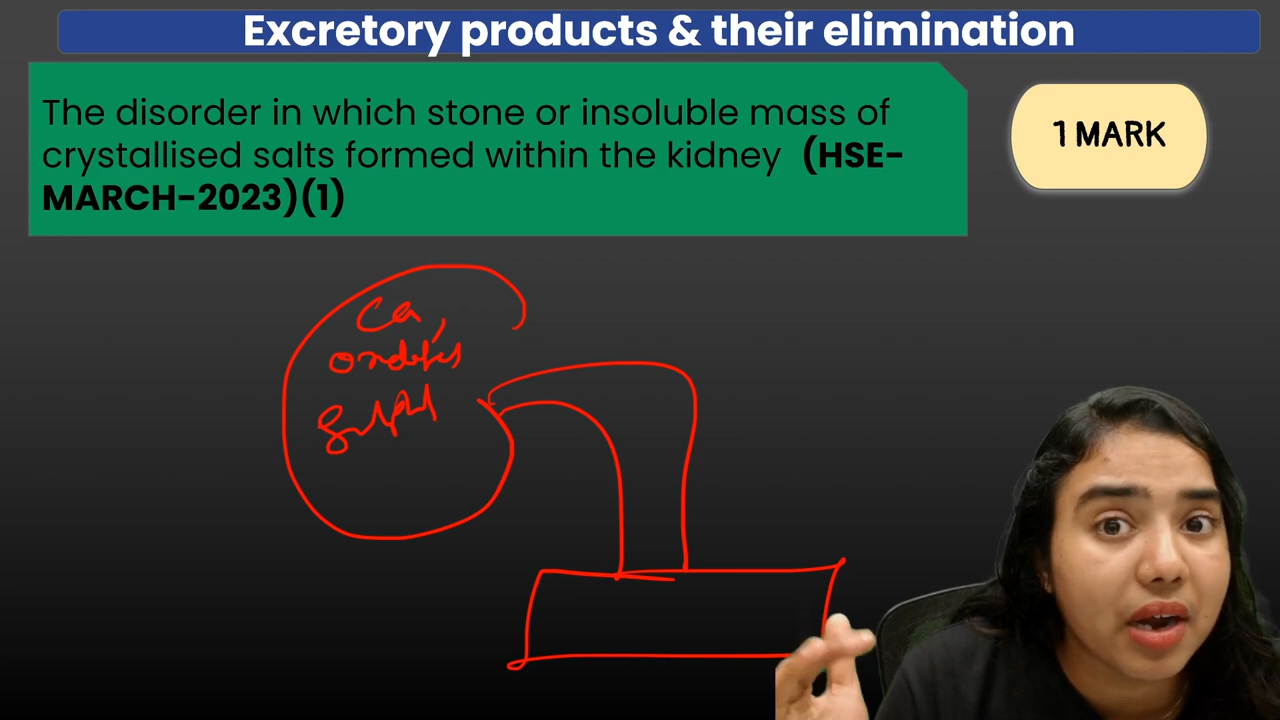 Excretory products & their elimination
The disorder in which stone or insoluble mass of
crystallised salts formed within the kidney (HSE-
MARCH-2023)(1)
1 MARK
Ca,